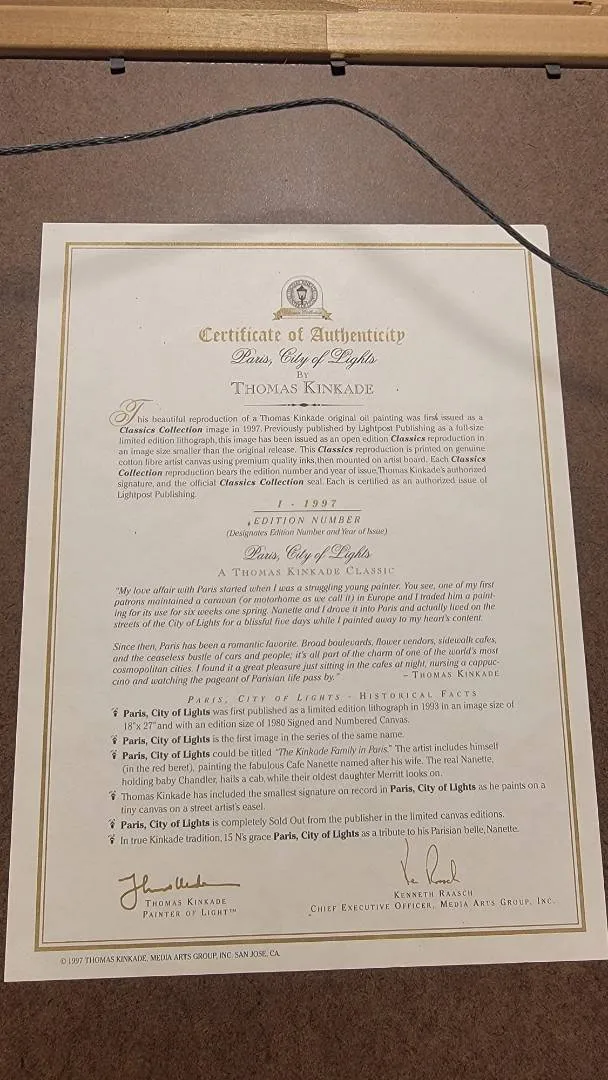 Certificate of Authenticity
Paris, City of Lights
BY
THOMAS KINKADE
This beautiful reproduction of a Thomas Kinkade original oil painting was first issued as a
Classics Collection image in 1997. Previously published by Lightpost Publishing as a full-size
limited edition lithograph, this image has been issued as an open edition Classics reproduction in
an image size smaller than the original release. This Classics reproduction is printed on genuine
cotton fibre artist canvas using premium quality inks, then mounted on artist board. Each Classics
Collection reproduction bears the edition number and year of issue, Thomas Kinkade's authorized
signature, and the official Classics Collection seal. Each is certified as an authorized issue of
Lightpost Publishing.
1 - 1997
EDITION NUMBER
(Designates Edition Number and Year of Issue)
Paris, City of Lights
A THOMAS KINKADE CLASSIC
"My love affair with Paris started when I was a struggling young painter. You see, one of my first
patrons maintained a caravan (or motorhome as we call it) in Europe and I traded him a paint-
ing for its use for six weeks one spring. Nanette and I drove it into Paris and actually lived on the
streets of the City of Lights for a blissful five days while I painted away to my heart's content.
Since then, Paris has been a romantic favorite. Broad boulevards, flower vendors, sidewalk cafes,
and the ceaseless bustle of cars and people; it's all part of the charm of one of the world's most
cosmopolitan cities. I found it a great pleasure just sitting in the cafes at night, nursing a cappuc-
cino and watching the pageant of Parisian life pass by." – THOMAS KINKADE
PARIS, CITY OF LIGHTS - HISTORICAL FACTS
Paris, City of Lights was first published as a limited edition lithograph in 1993 in an image size of
18"x 27" and with an edition size of 1980 Signed and Numbered Canvas.
Paris, City of Lights is the first image in the series of the same name.
Paris, City of Lights could be titled "The Kinkade Family in Paris." The artist includes himself
(in the red beret), painting the fabulous Cafe Nanette named after his wife. The real Nanette,
holding baby Chandler, hails a cab, while their oldest daughter Merritt looks on.
Thomas Kinkade has included the smallest signature on record in Paris, City of Lights as he paints on a
tiny canvas on a street artist's easel.
Paris, City of Lights is completely Sold Out from the publisher in the limited canvas editions.
In true Kinkade tradition, 15 N's grace Paris, City of Lights as a tribute to his Parisian belle, Nanette.
THOMAS KINKADE
PAINTER OF LIGHT™
KENNETH RAASCH
CHIEF EXECUTIVE OFFICER, MEDIA ARTS GROUP, INC.
© 1997 THOMAS KINKADE, MEDIA ARTS GROUP, INC. SAN JOSE, CA.